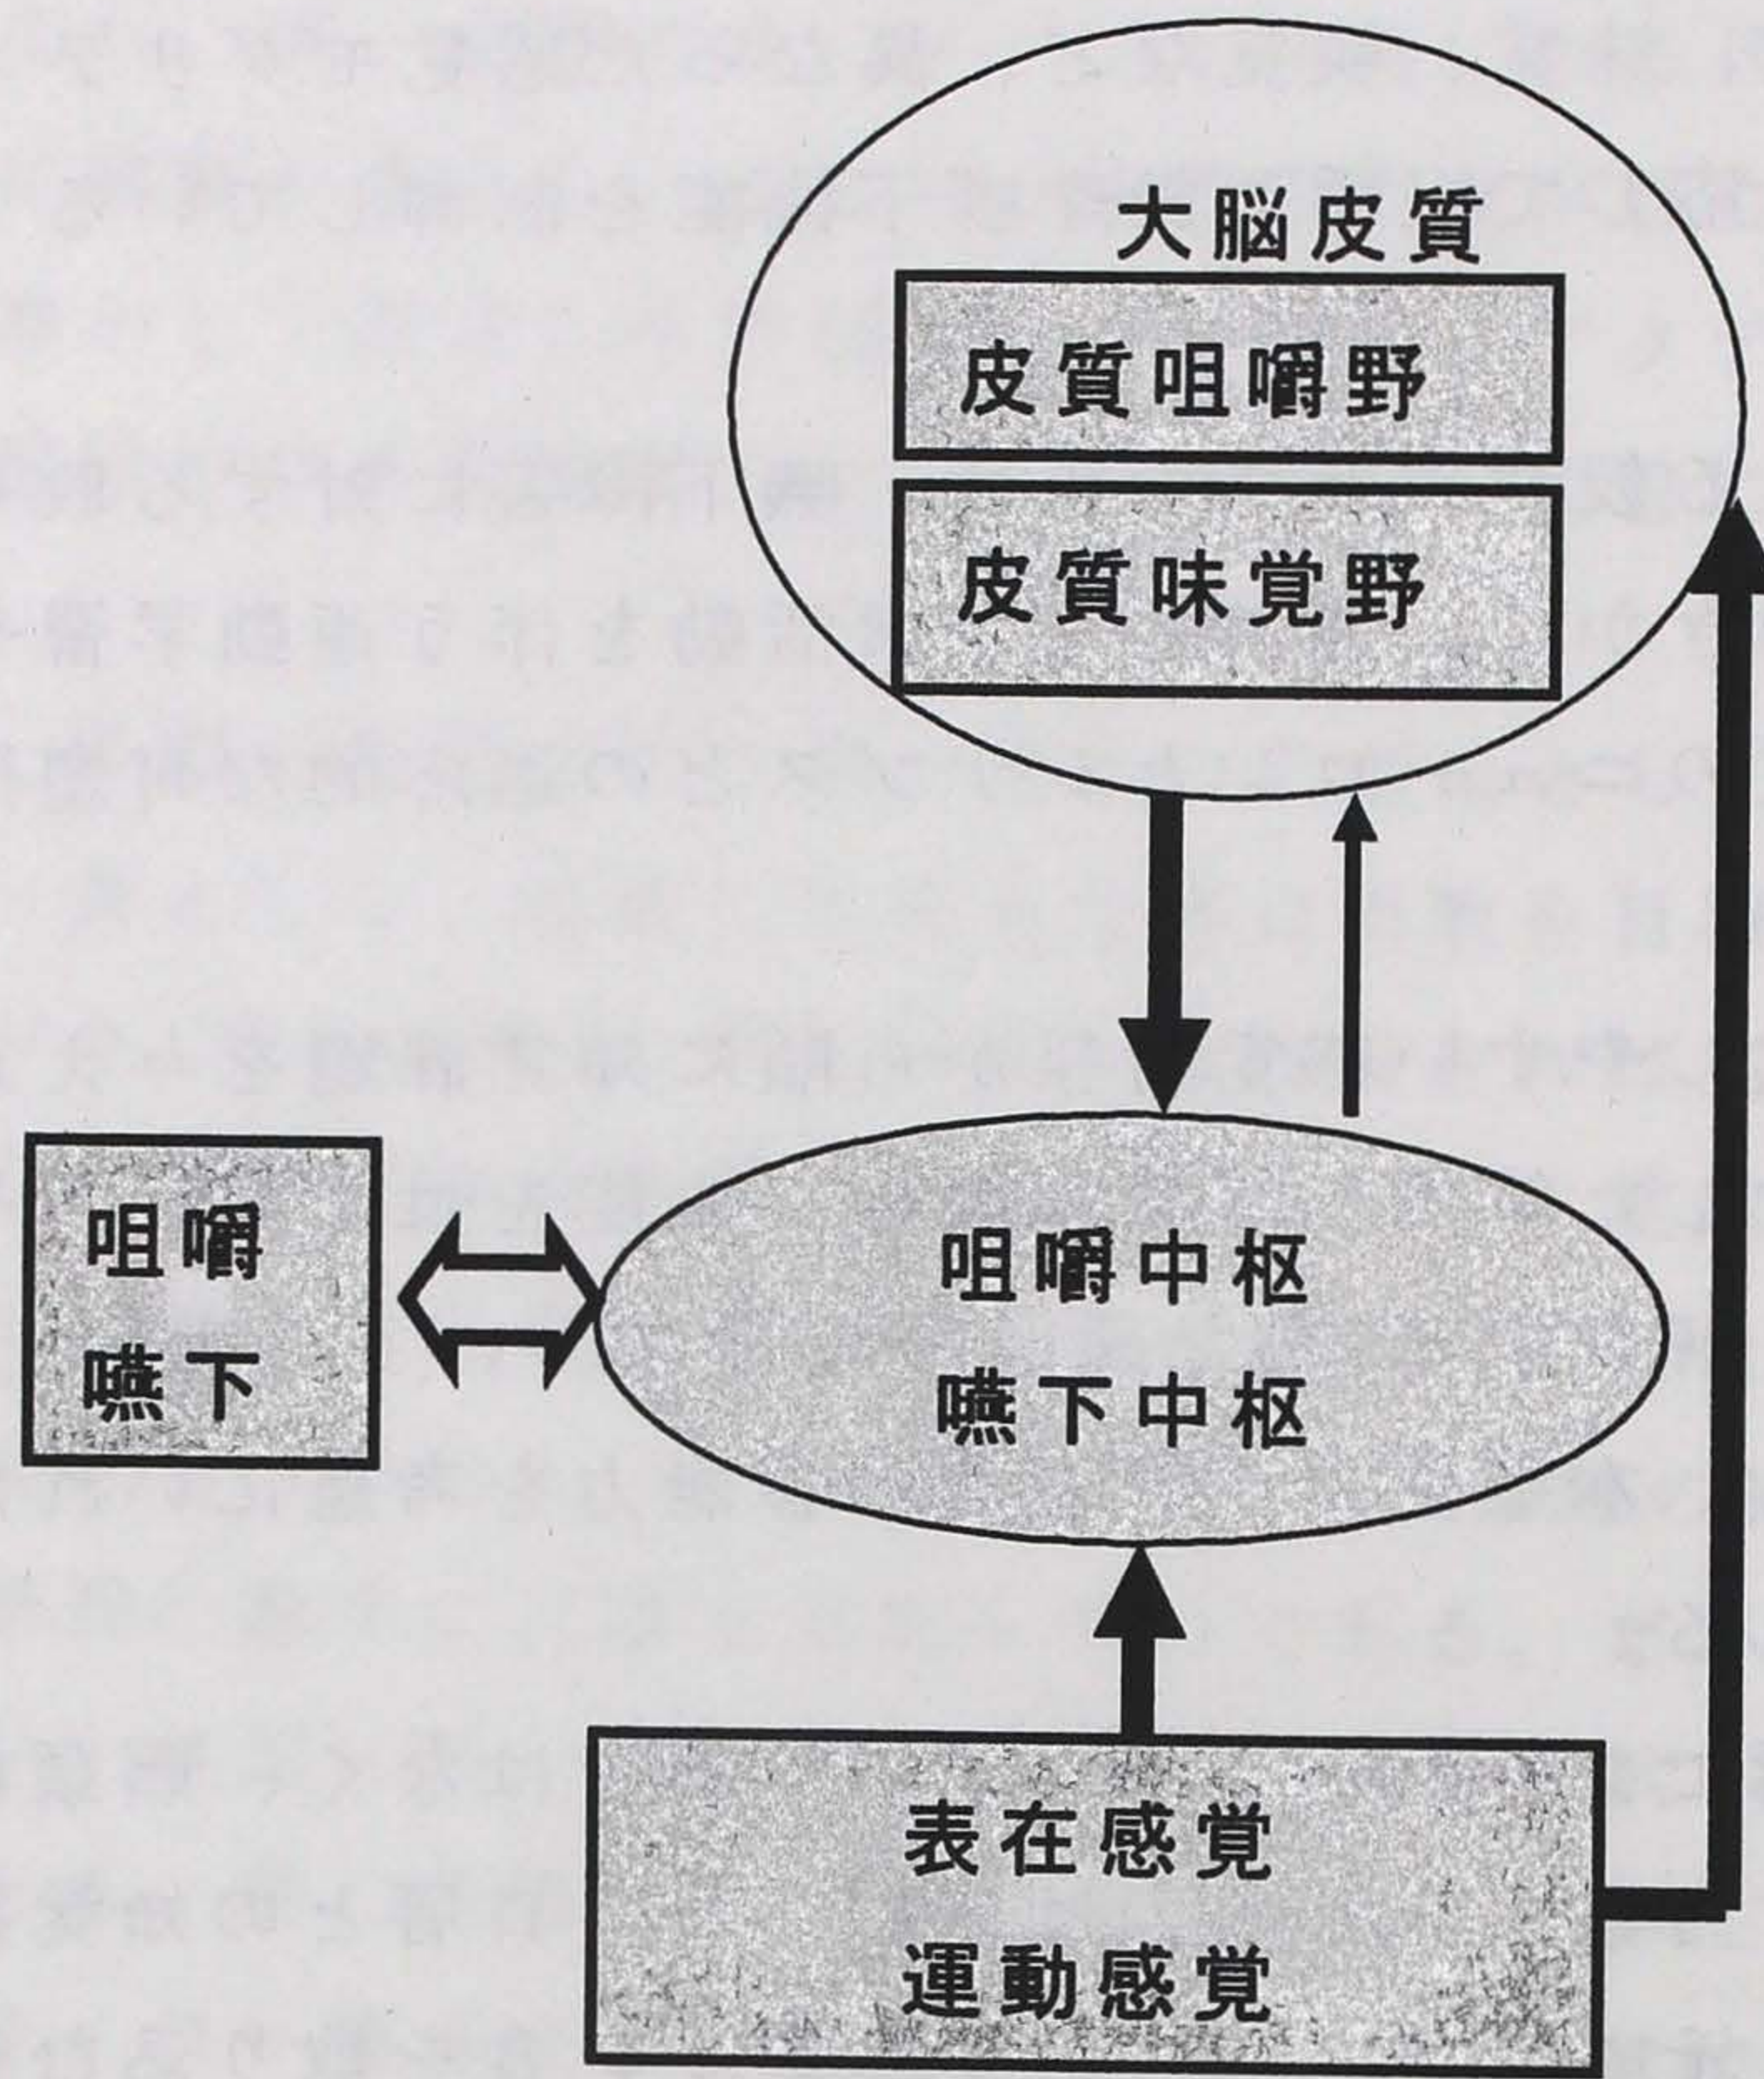 大脳皮質
皮質咀嚼野
皮質味覚野
咀嚼
嚥下
咀嚼中枢
嚥下中枢
表在感覚
運動感覚